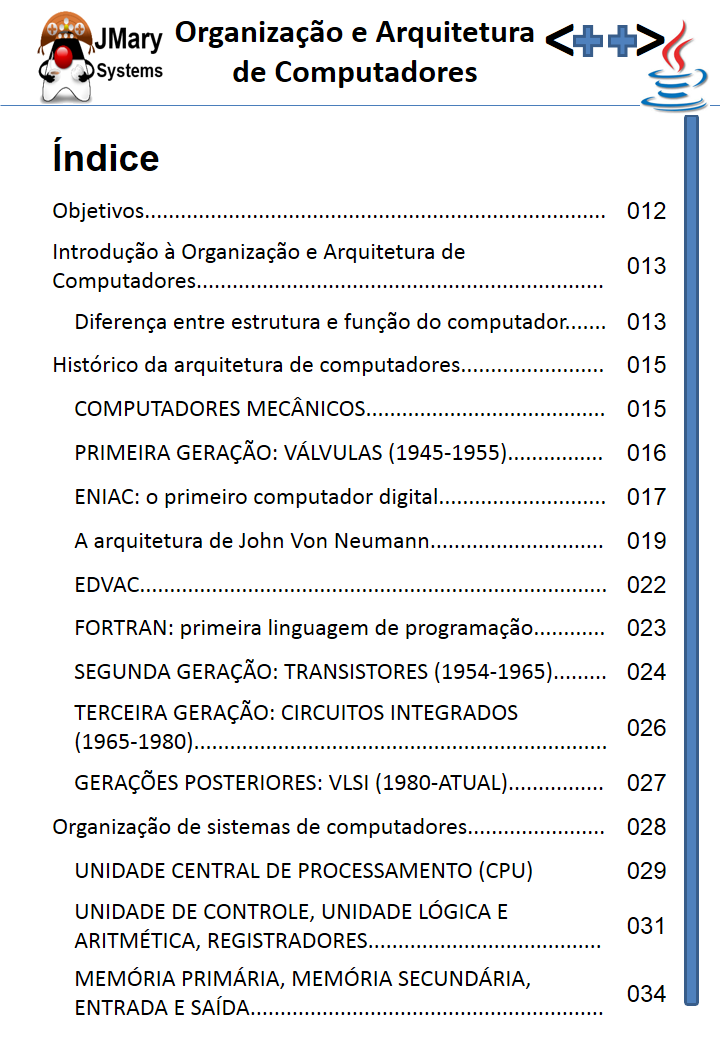 JMary
Systems
Organização e Arquitetura
de Computadores
<++>
Índice
Objetivos............................................................................. 012
Introdução à Organização e Arquitetura de
Computadores.................................................................... 013
Diferença entre estrutura e função do computador....... 013
Histórico da arquitetura de computadores........................ 015
COMPUTADORES MECÂNICOS........................................ 015
PRIMEIRA GERAÇÃO: VÁLVULAS (1945-1955)................ 016
ENIAC: o primeiro computador digital............................ 017
A arquitetura de John Von Neumann............................. 019
EDVAC.............................................................................. 022
FORTRAN: primeira linguagem de programação............ 023
SEGUNDA GERAÇÃO: TRANSISTORES (1954-1965)......... 024
TERCEIRA GERAÇÃO: CIRCUITOS INTEGRADOS
(1965-1980)..................................................................... 026
GERAÇÕES POSTERIORES: VLSI (1980-ATUAL)................ 027
Organização de sistemas de computadores....................... 028
UNIDADE CENTRAL DE PROCESSAMENTO (CPU) 029
UNIDADE DE CONTROLE, UNIDADE LÓGICA E
ARITMÉTICA, REGISTRADORES....................................... 031
MEMÓRIA PRIMÁRIA, MEMÓRIA SECUNDÁRIA,
ENTRADA E SAÍDA........................................................... 034